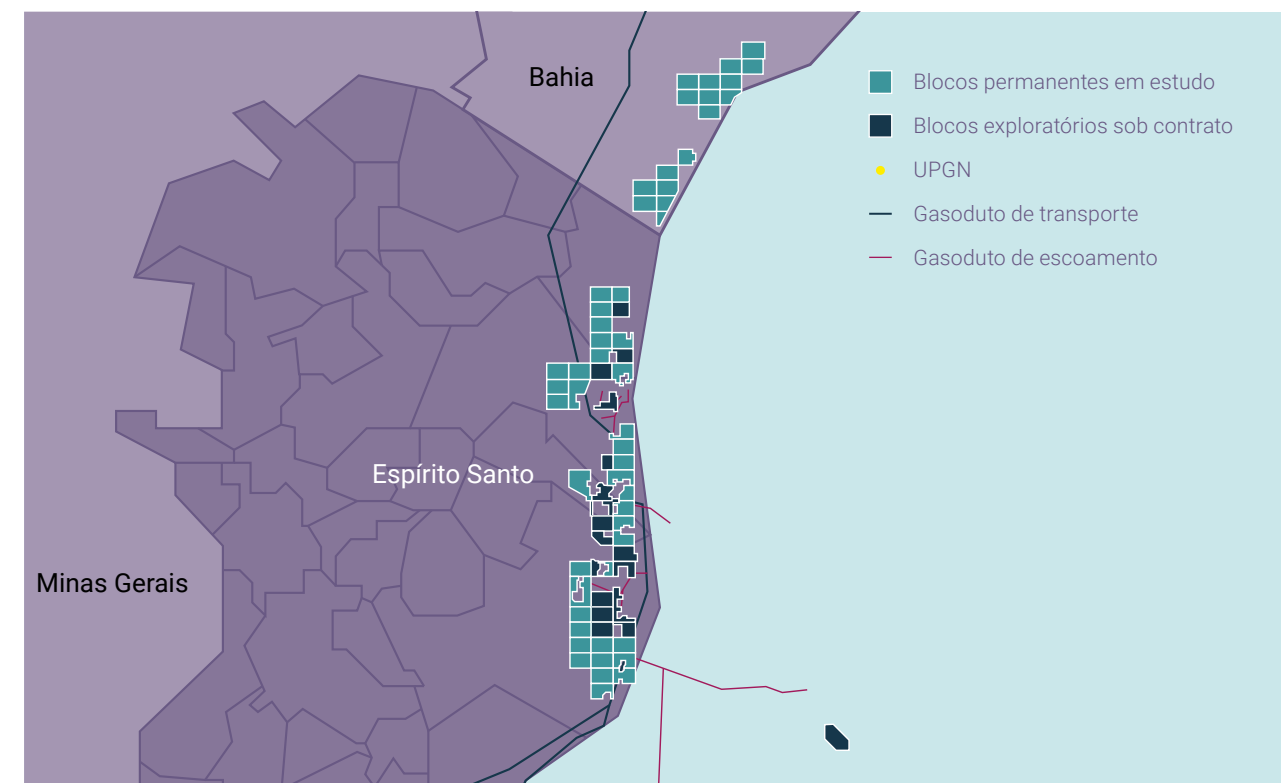 Bahia
Espírito Santo
Minas Gerais
Blocos permanentes em estudo
Blocos exploratórios sob contrato
UPGN
Gasoduto de transporte
Gasoduto de escoamento